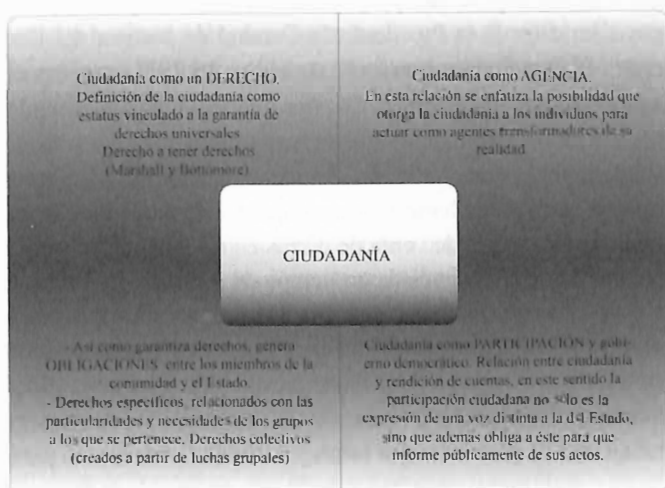 Ciudadanía como un DERECHO.
Definición de la ciudadanía como
estatus vinculado a la garantía de
derechos universales
Derecho a tener derechos
(Marshall y Bottomore)
Ciudadanía como AGENCIA.
En esta relación se enfatiza la posibilidad que
otorga la ciudadanía a los individuos para
actuar como agentes transformadores de su
realidad
CIUDADANÍA
- Así como garantiza derechos, genera
OBLIGACIONES entre los miembros de la
comunidad y el Estado.
- Derechos específicos, relacionados con las
particularidades y necesidades de los grupos
a los que se pertenece. Derechos colectivos
(creados a partir de luchas grupales)
Ciudadanía como PARTICIPACIÓN y gobi-
erno democrático. Relación entre ciudadanía
y rendición de cuentas, en este sentido la
participación ciudadana no sólo es la
expresión de una voz distinta a la del Estado,
sino que además obliga a éste para que
informe públicamente de sus actos.